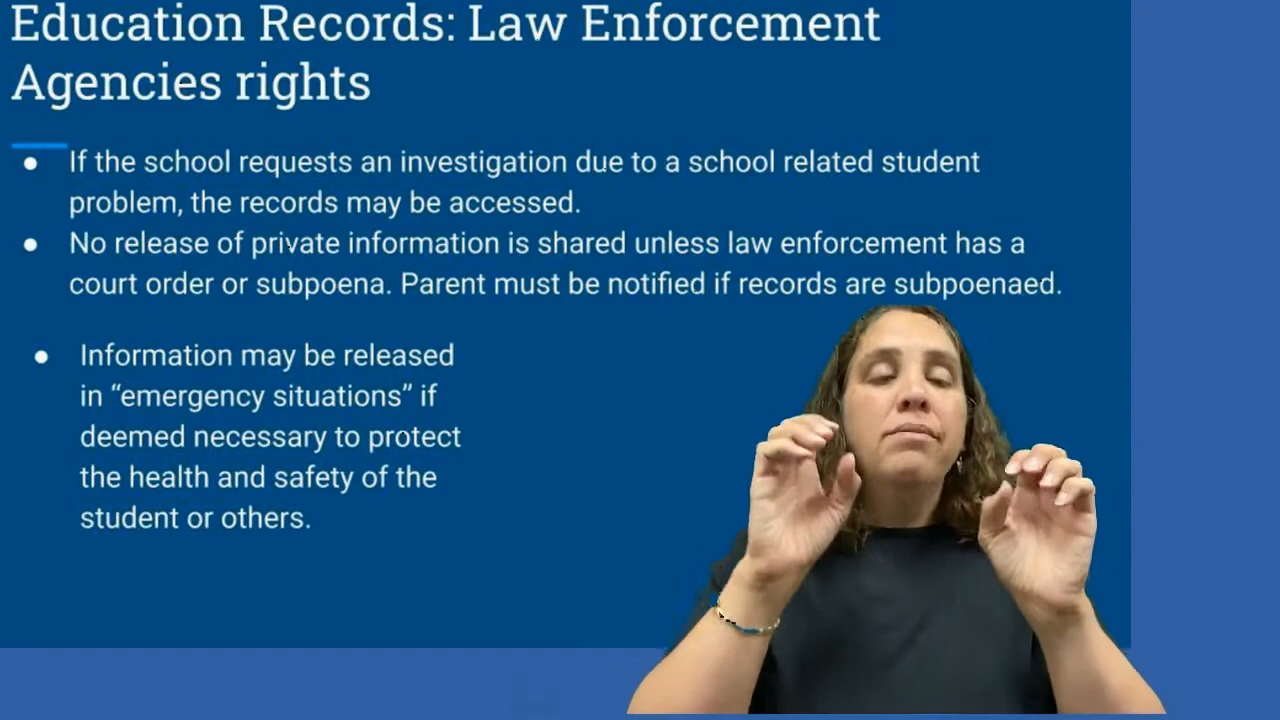 Education Records: Law Enforcement
Agencies rights
● If the school requests an investigation due to a school related student
problem, the records may be accessed.
● No release of private information is shared unless law enforcement has a
court order or subpoena. Parent must be notified if records are subpoenaed.
● Information may be released
in “emergency situations” if
deemed necessary to protect
the health and safety of the
student or others.